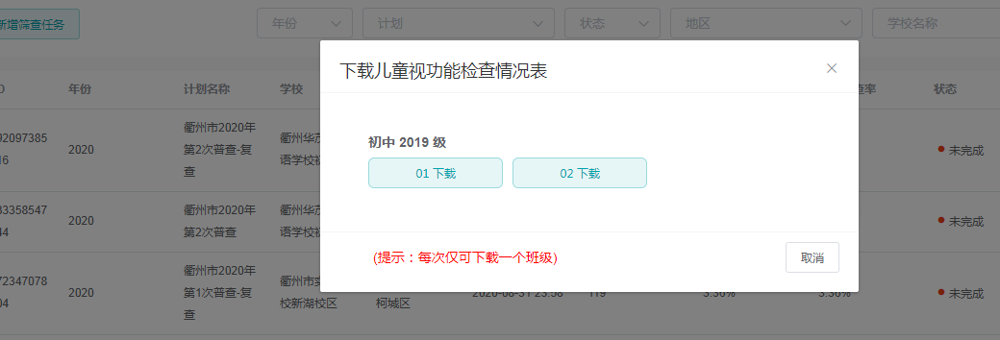 新增筛查任务
年份
计划
状态
地区
学校名称
下载儿童视功能检查情况表
年份
计划名称
学校
查率
状态
92097385
16
2020
衢州市2020年
第2次普查-复
查
衢州华茂
语学校初
未完成
初中 2019 级
01 下载
02 下载
33358547
44
2020
衢州市2020年
第2次普查
衢州华茂
语学校初
未完成
(提示：每次仅可下载一个班级)
取消
72347078
04
2020
衢州市2020年
第1次普查-复
查
衢州市实
校新湖校区
柯城区
2020-08-31 23:58
119
3.36%
3.36%
未完成